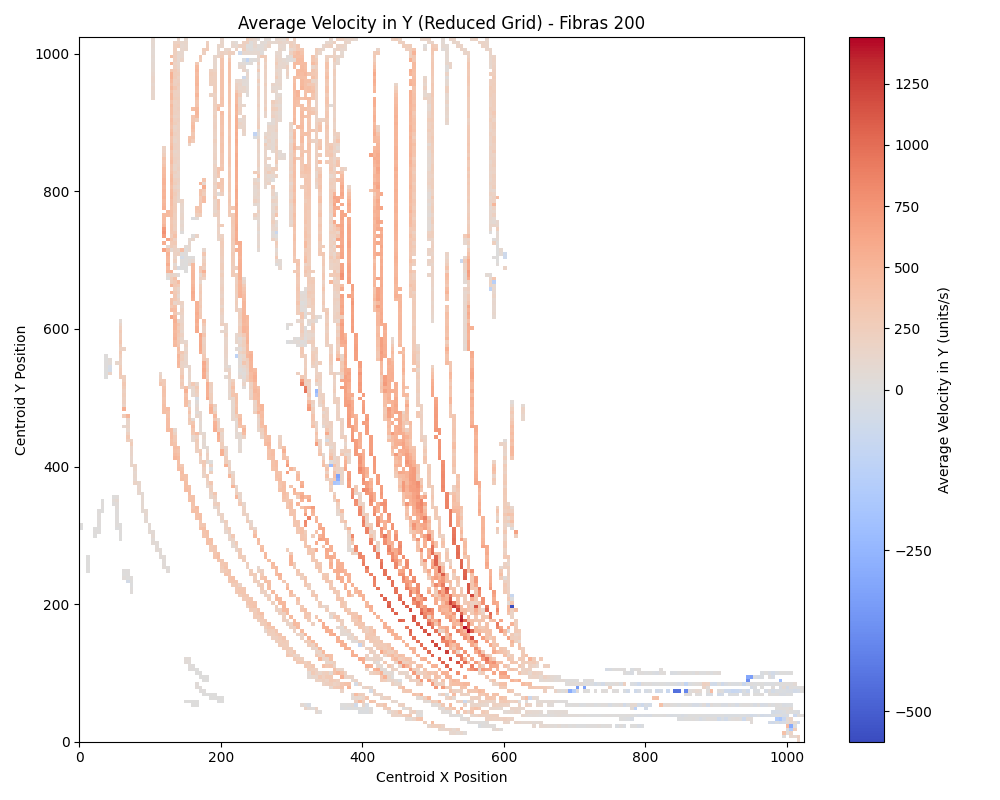 Average Velocity in Y (Reduced Grid) - Fibras 200
1000
800
600
400
200
0
Centroid Y Position
0 200 400 600 800 1000
Centroid X Position
1250
1000
750
500
250
0
−250
−500
Average Velocity in Y (units/s)